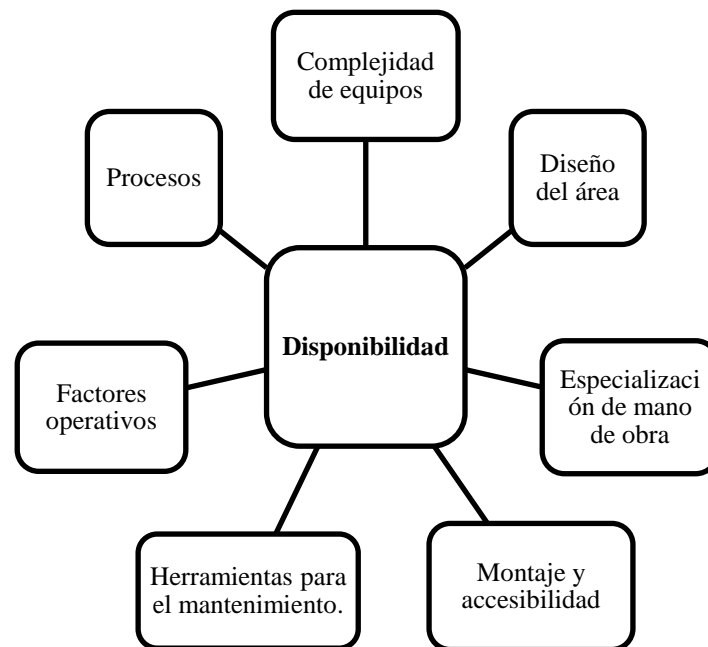 Complejidad
de equipos
Procesos
Diseño
del área
Disponibilidad
Factores
operativos
Especializaci
ón de mano
de obra
Herramientas para
el mantenimiento.
Montaje y
accesibilidad